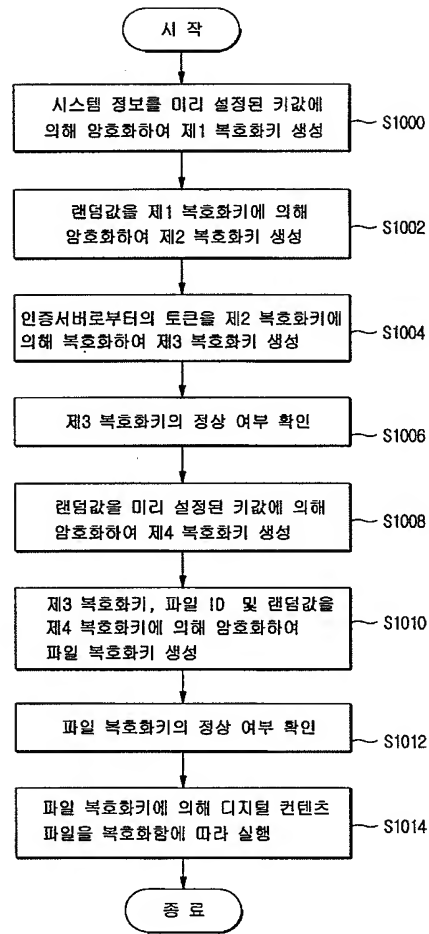 시 작
시스템 정보를 미리 설정된 키값에
의해 암호화하여 제1 복호화키 생성
S1000
랜덤값을 제1 복호화키에 의해
암호화하여 제2 복호화키 생성
S1002
인증서버로부터의 토큰을 제2 복호화키에
의해 복호화하여 제3 복호화키 생성
S1004
제3 복호화키의 정상 여부 확인
S1006
랜덤값을 미리 설정된 키값에 의해
암호화하여 제4 복호화키 생성
S1008
제3 복호화키, 파일 ID 및 랜덤값을
제4 복호화키에 의해 암호화하여
파일 복호화키 생성
S1010
파일 복호화키의 정상 여부 확인
S1012
파일 복호화키에 의해 디지털 컨텐츠
파일을 복호화함에 따라 실행
S1014
종 료